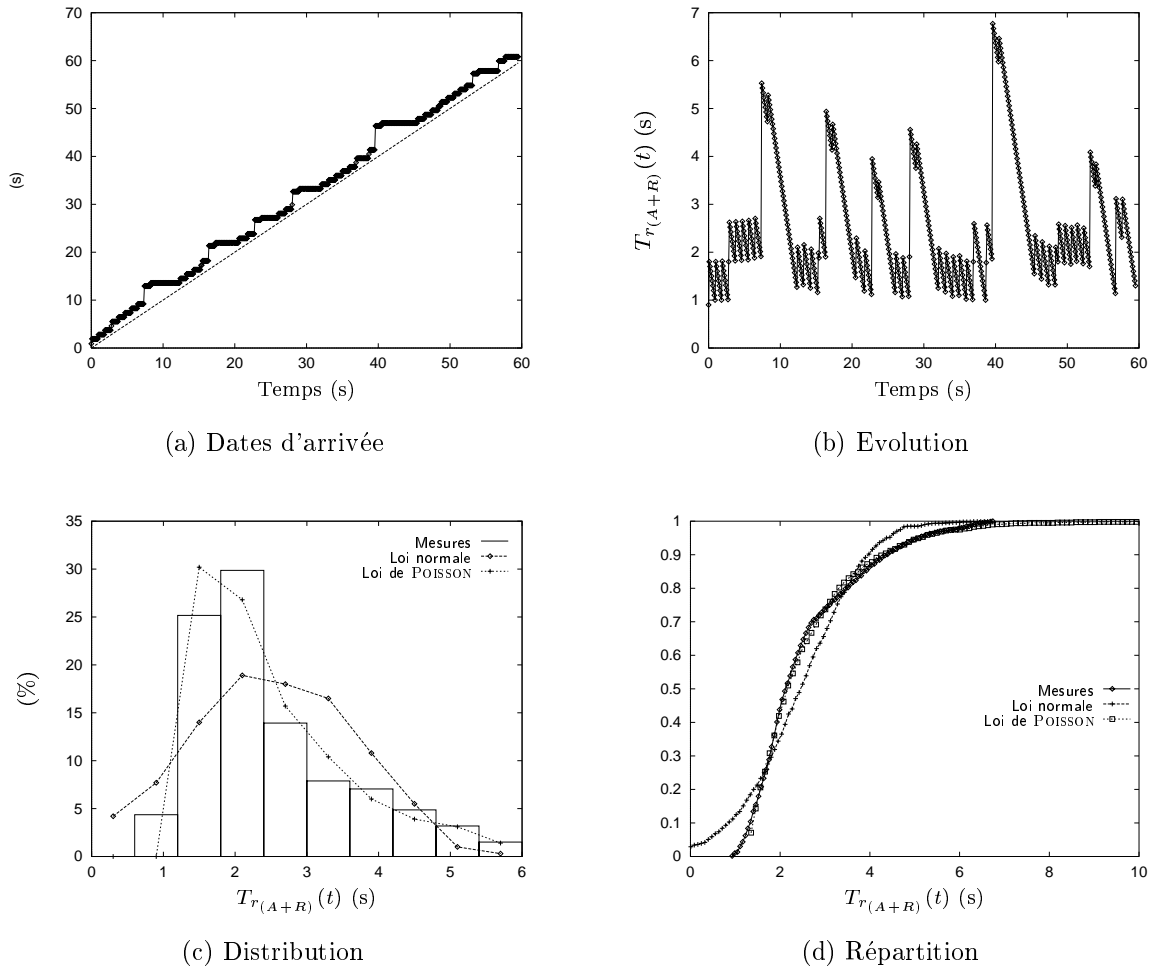 70
60
50
40
30
20
10
0
(s)
0 10 20 30 40 50 60
Temps (s)
(a) Dates d'arrivée
7
6
5
4
3
2
1
0
T_{r_{(A+R)}}(t) (s)
0 10 20 30 40 50 60
Temps (s)
(b) Evolution
35
30
25
20
15
10
5
0
(%)
Mesures
Loi normale
Loi de POISSON
0 1 2 3 4 5 6
T_{r_{(A+R)}}(t) (s)
(c) Distribution
1
0.9
0.8
0.7
0.6
0.5
0.4
0.3
0.2
0.1
0
Mesures
Loi normale
Loi de POISSON
0 2 4 6 8 10
T_{r_{(A+R)}}(t) (s)
(d) Répartition